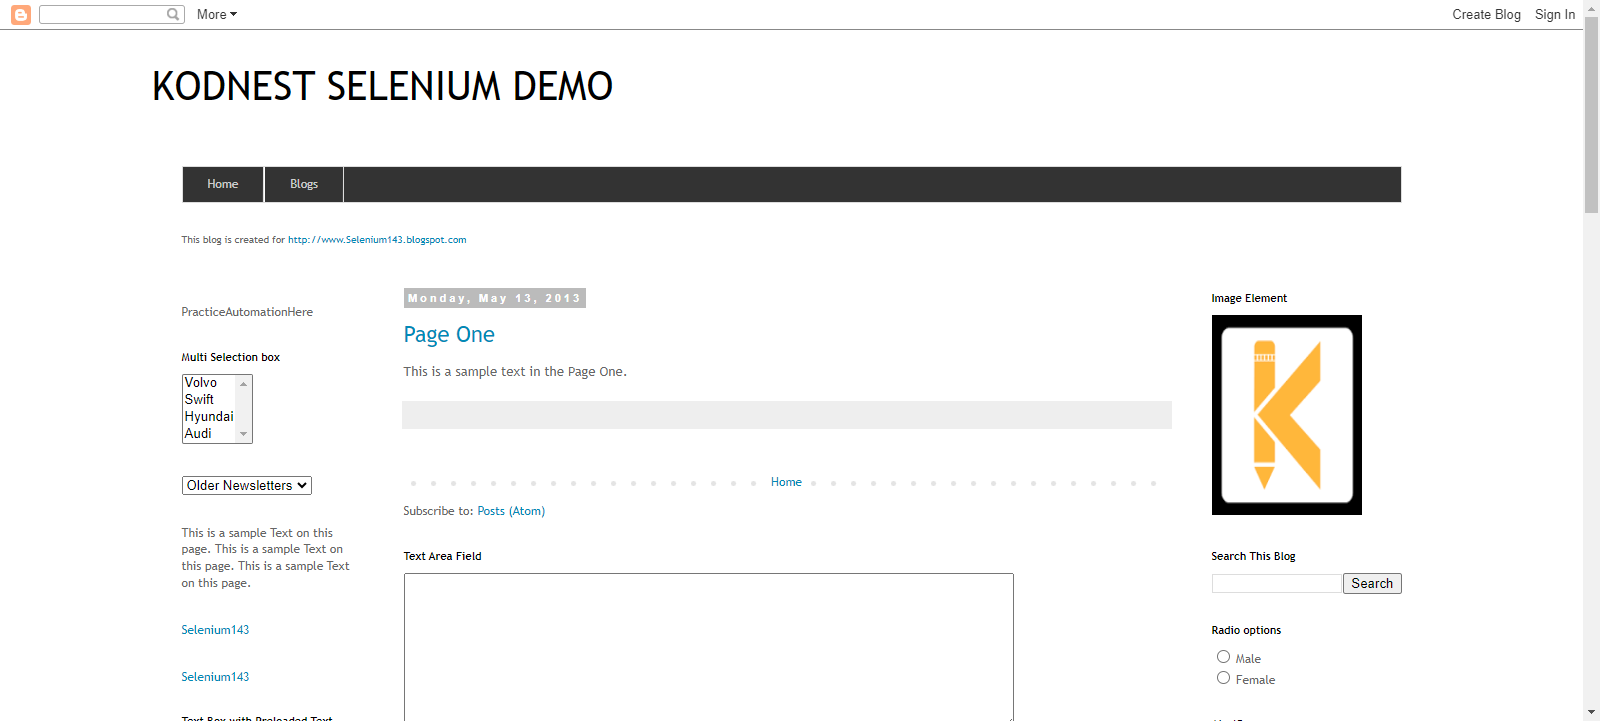 More
Create Blog
Sign In
KODNEST SELENIUM DEMO
Home
Blogs
This blog is created for http://www.Selenium143.blogspot.com
PracticeAutomationHere
Multi Selection box
Volvo
Swift
Hyundai
Audi
Older Newsletters
This is a sample Text on this
page. This is a sample Text on
this page. This is a sample Text
on this page.
Selenium143
Selenium143
Text Box with Preloaded Text
Monday, May 13, 2013
Page One
This is a sample text in the Page One.
Home
Subscribe to: Posts (Atom)
Text Area Field
Image Element
Search This Blog
Search
Radio options
Male
Female